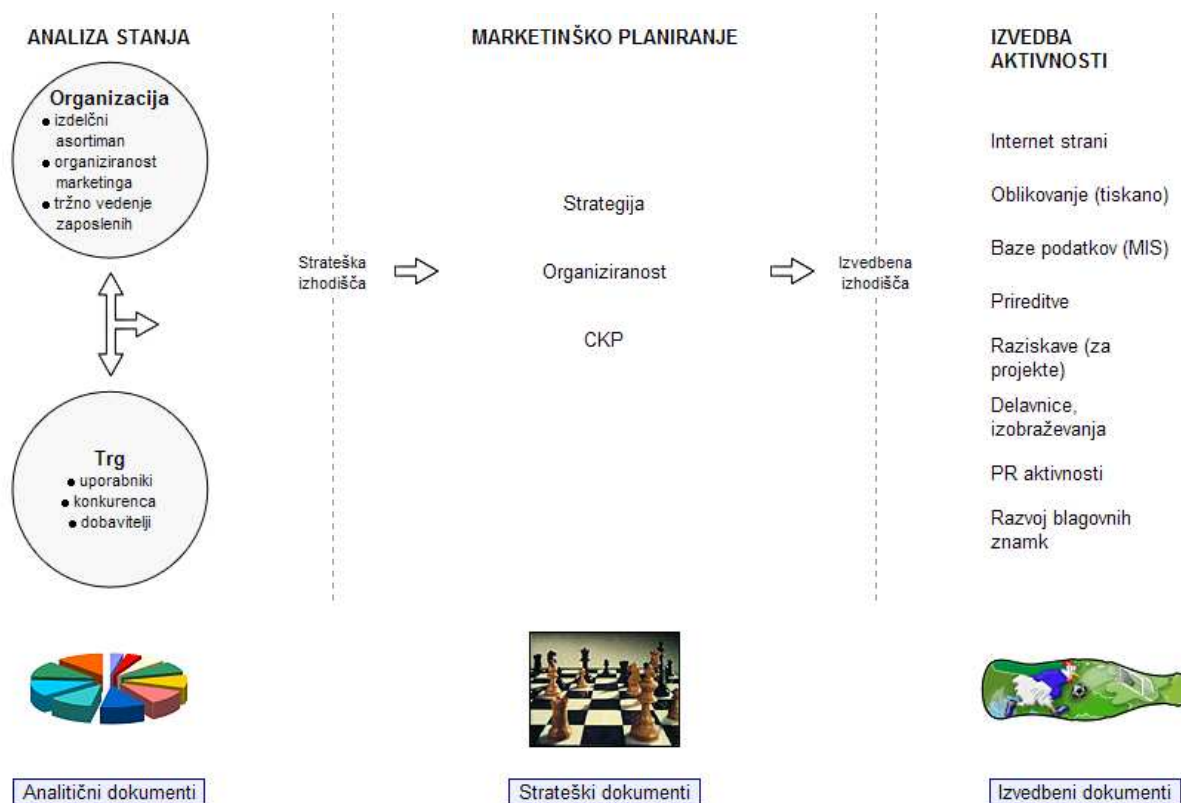 ANALIZA STANJA
Organizacija
izdelčni
asortiman
organiziranost
marketinga
tržno vedenje
zaposlenih
Trg
uporabniki
konkurenca
dobavitelji
Strateška
izhodišča
MARKETINŠKO PLANIRANJE
Strategija
Organiziranost
CKP
Izvedbena
izhodišča
IZVEDBA
AKTIVNOSTI
Internet strani
Oblikovanje (tiskano)
Baze podatkov (MIS)
Prireditve
Raziskave (za
projekte)
Delavnice,
izobraževanja
PR aktivnosti
Razvoj blagovnih
znamk
Analitični dokumenti
Strateški dokumenti
Izvedbeni dokumenti